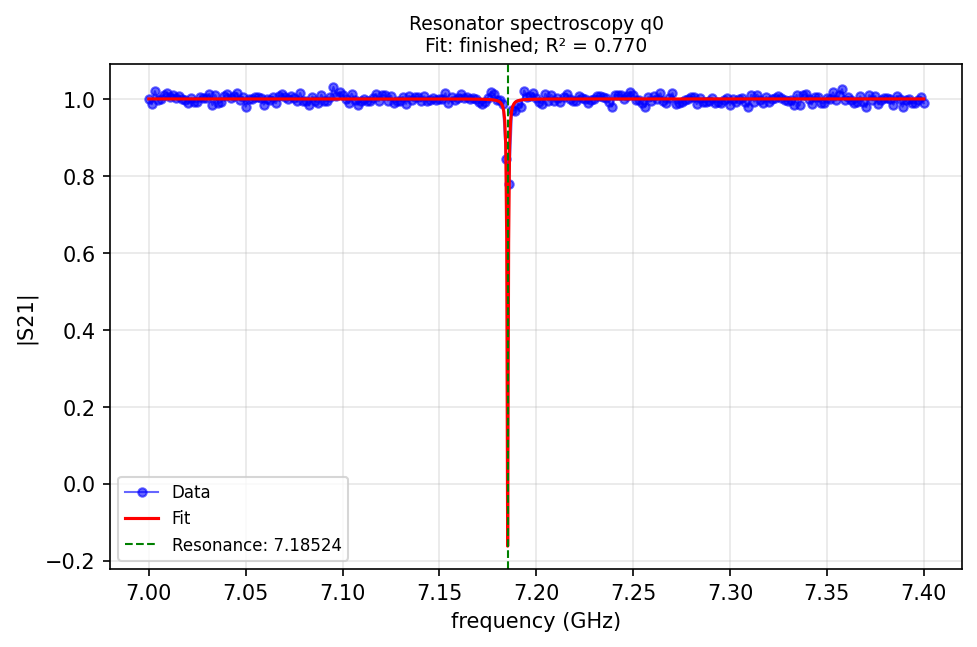 Resonator spectroscopy q0
Fit: finished; R² = 0.770
|S21|
1.0
0.8
0.6
0.4
0.2
0.0
−0.2
Data
Fit
Resonance: 7.18524
7.00 7.05 7.10 7.15 7.20 7.25 7.30 7.35 7.40
frequency (GHz)